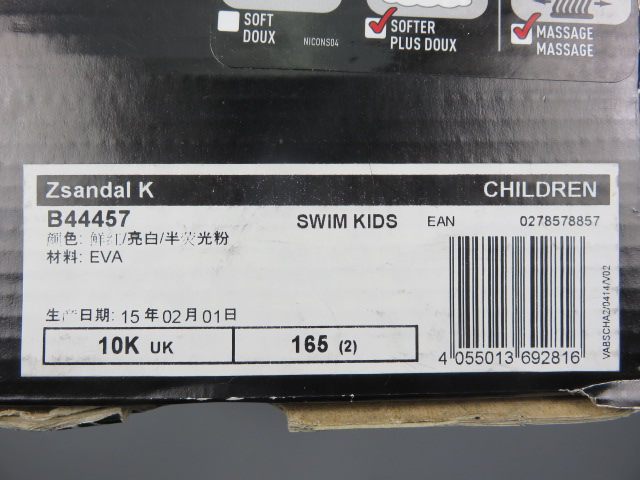 SOFT
DOUX
NICONS04
SOFTER
PLUS DOUX
MASSAGE
MASSAGE
Zsandal K CHILDREN
B44457 SWIM KIDS EAN 0278578857
颜色: 鲜红/亮白/半荧光粉
材料: EVA
生产日期: 15 年 02 月 01日
10K UK 165 (2)
4 055013 692816
VABSCHA2/0414/V02